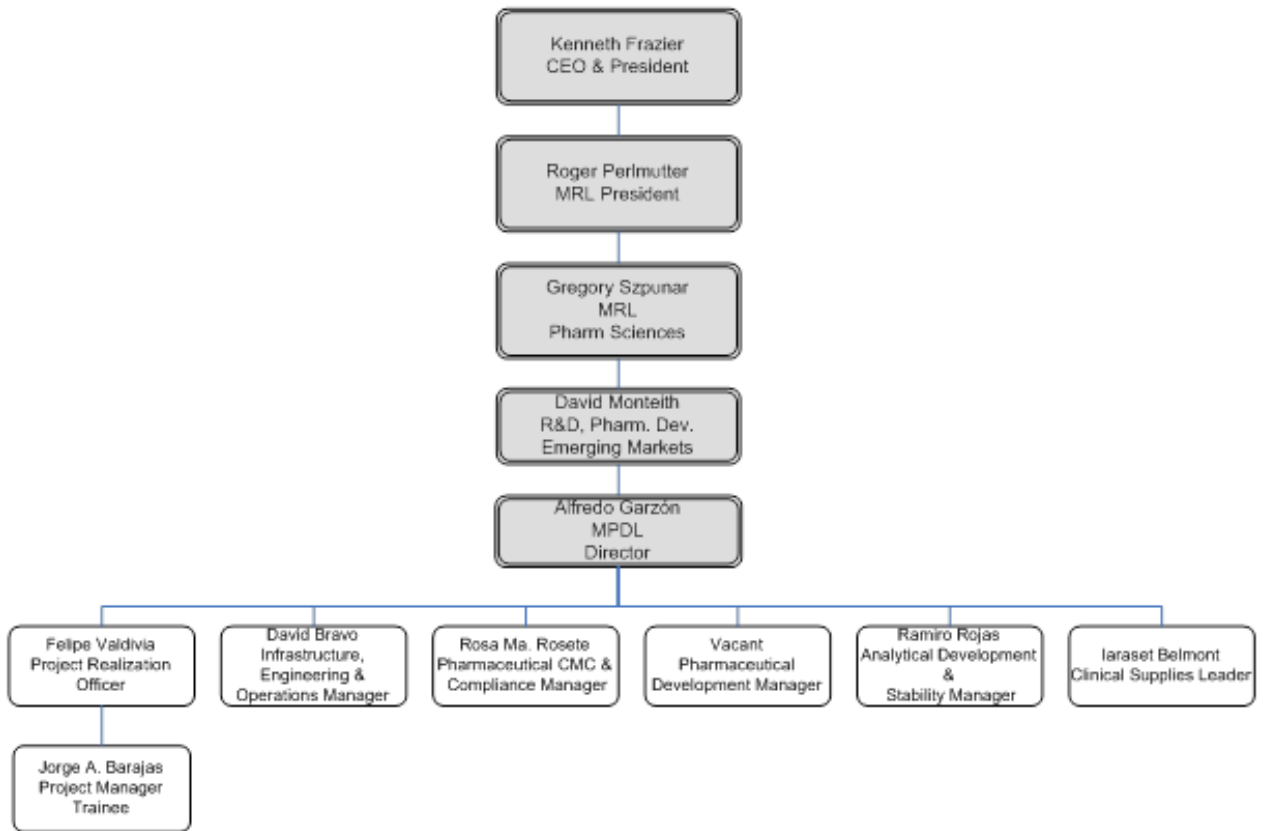 Kenneth Frazier
CEO & President
Roger Perlmutter
MRL President
Gregory Szpunar
MRL
Pharm Sciences
David Monteith
R&D, Pharm. Dev.
Emerging Markets
Alfredo Garzón
MPDL
Director
Felipe Valdivia
Project Realization
Officer
David Bravo
Infrastructure,
Engineering &
Operations Manager
Rosa Ma. Rosete
Pharmaceutical CMC &
Compliance Manager
Vacant
Pharmaceutical
Development Manager
Ramiro Rojas
Analytical Development
&
Stability Manager
Iaraset Belmont
Clinical Supplies Leader
Jorge A. Barajas
Project Manager
Trainee